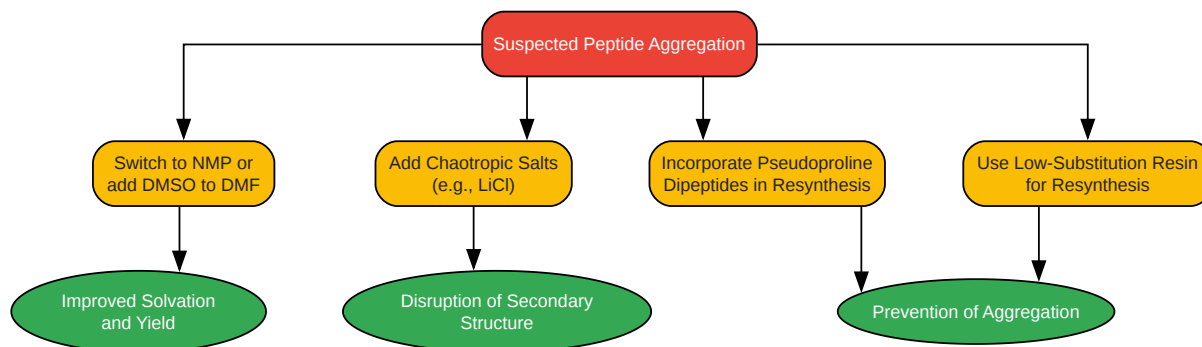 Suspected Peptide Aggregation
Switch to NMP or
add DMSO to DMF
Add Chaotropic Salts
(e.g., LiCl)
Incorporate Pseudoproline
Dipeptides in Resynthesis
Use Low-Substitution Resin
for Resynthesis
Improved Solvation
and Yield
Disruption of Secondary
Structure
Prevention of Aggregation